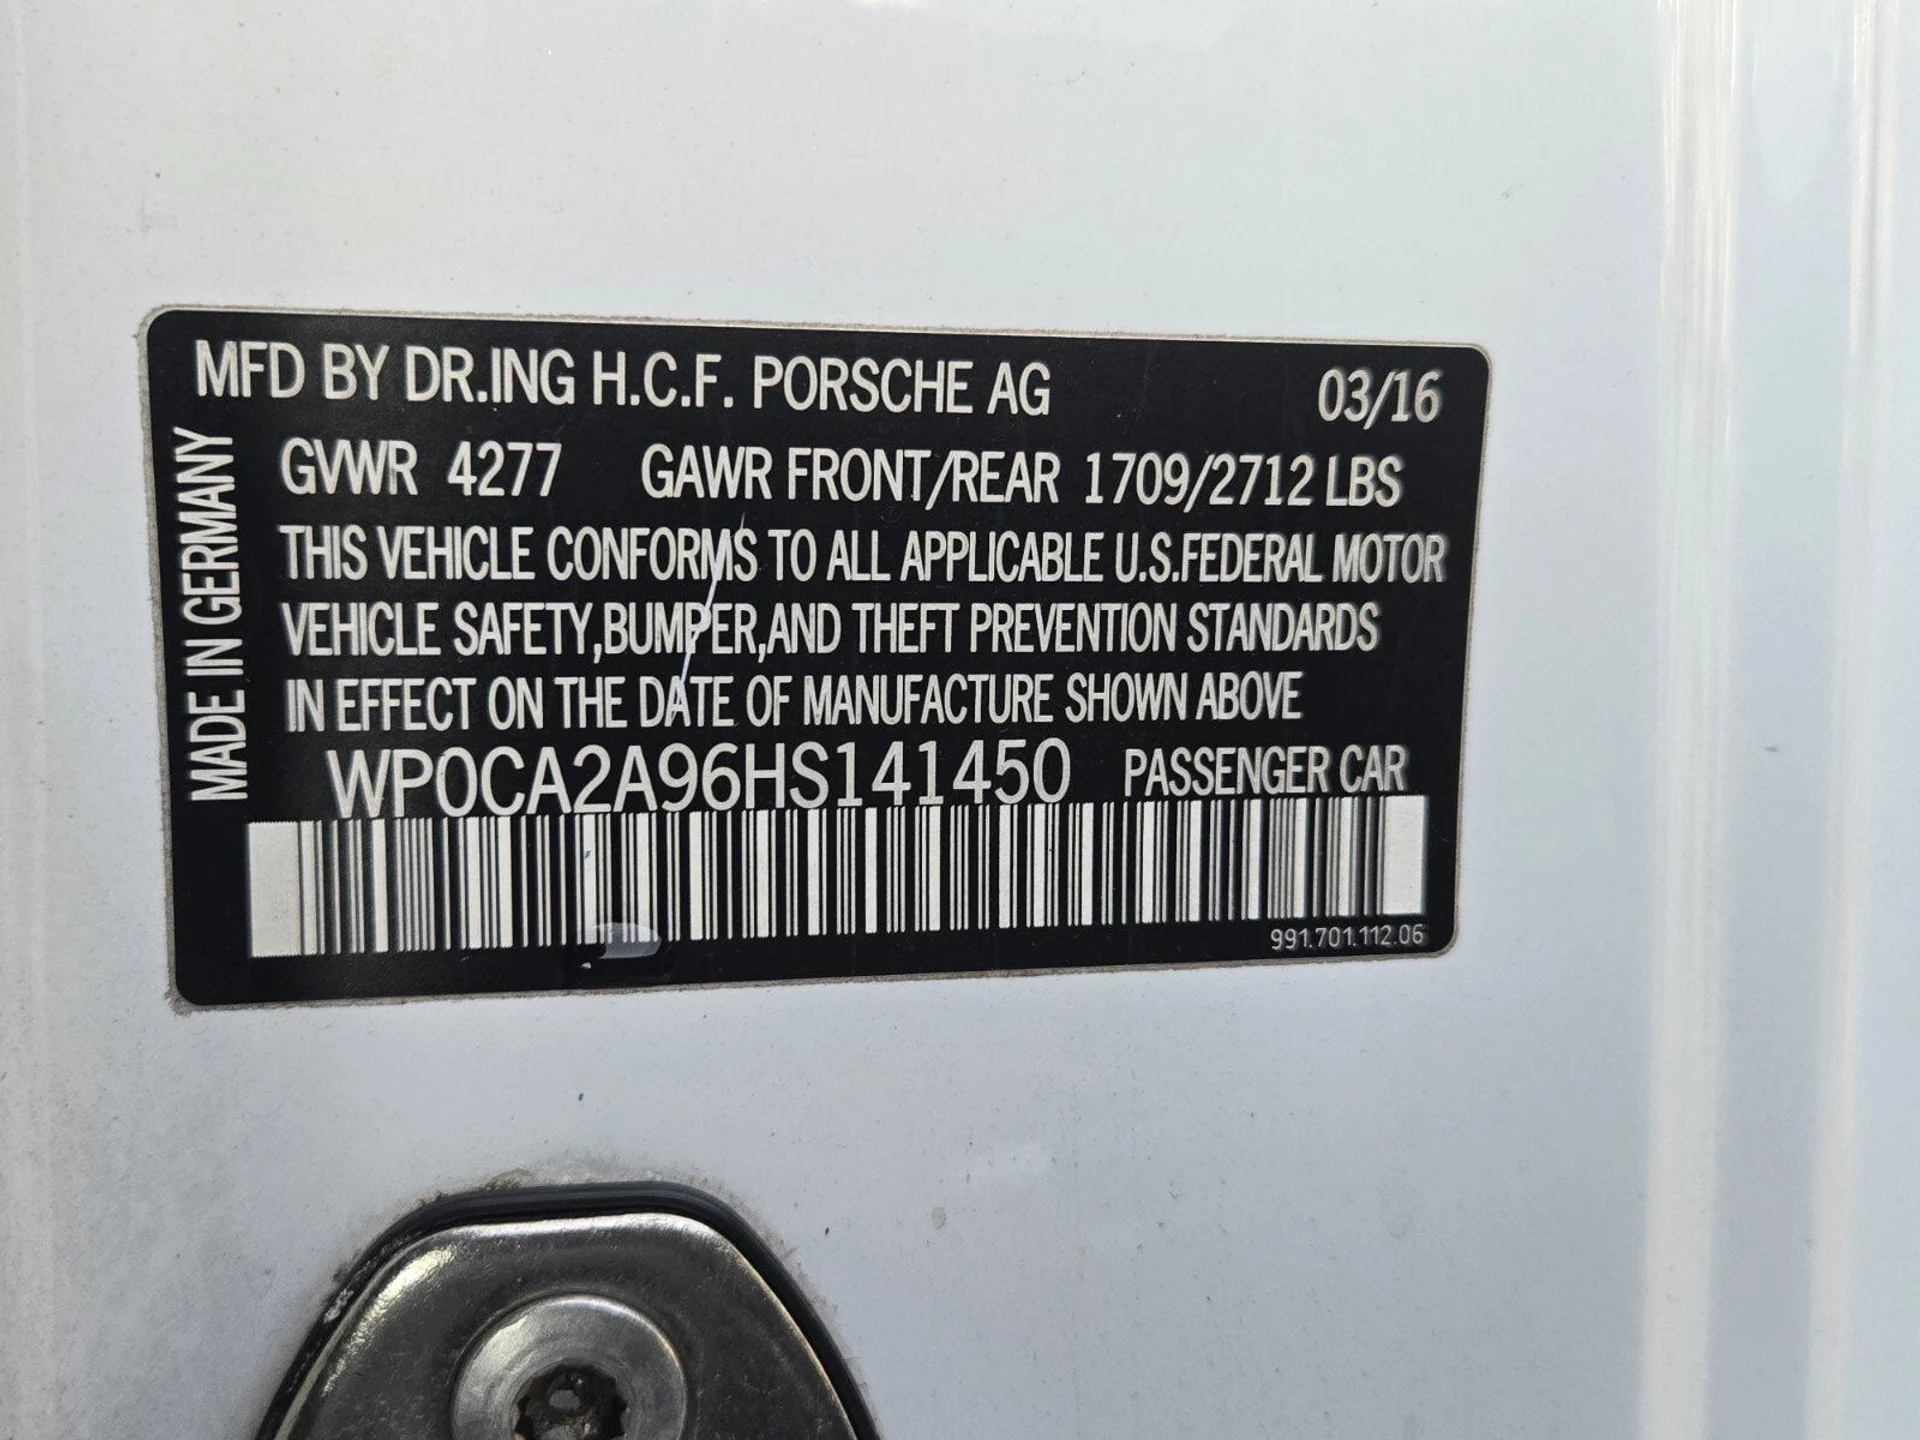 MFD BY DR.ING H.C.F. PORSCHE AG 03/16
GVWR 4277 GAWR FRONT/REAR 1709/2712 LBS
THIS VEHICLE CONFORMS TO ALL APPLICABLE U.S.FEDERAL MOTOR
VEHICLE SAFETY,BUMPER,AND THEFT PREVENTION STANDARDS
IN EFFECT ON THE DATE OF MANUFACTURE SHOWN ABOVE
WP0CA2A96HS141450 PASSENGER CAR
991.701.112.06
MADE IN GERMANY